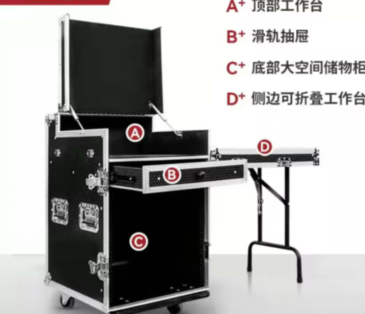 A+ 顶部工作台
B+ 滑轨抽屉
C+ 底部大空间储物柜
D+ 侧边可折叠工作台
A
B
C
D